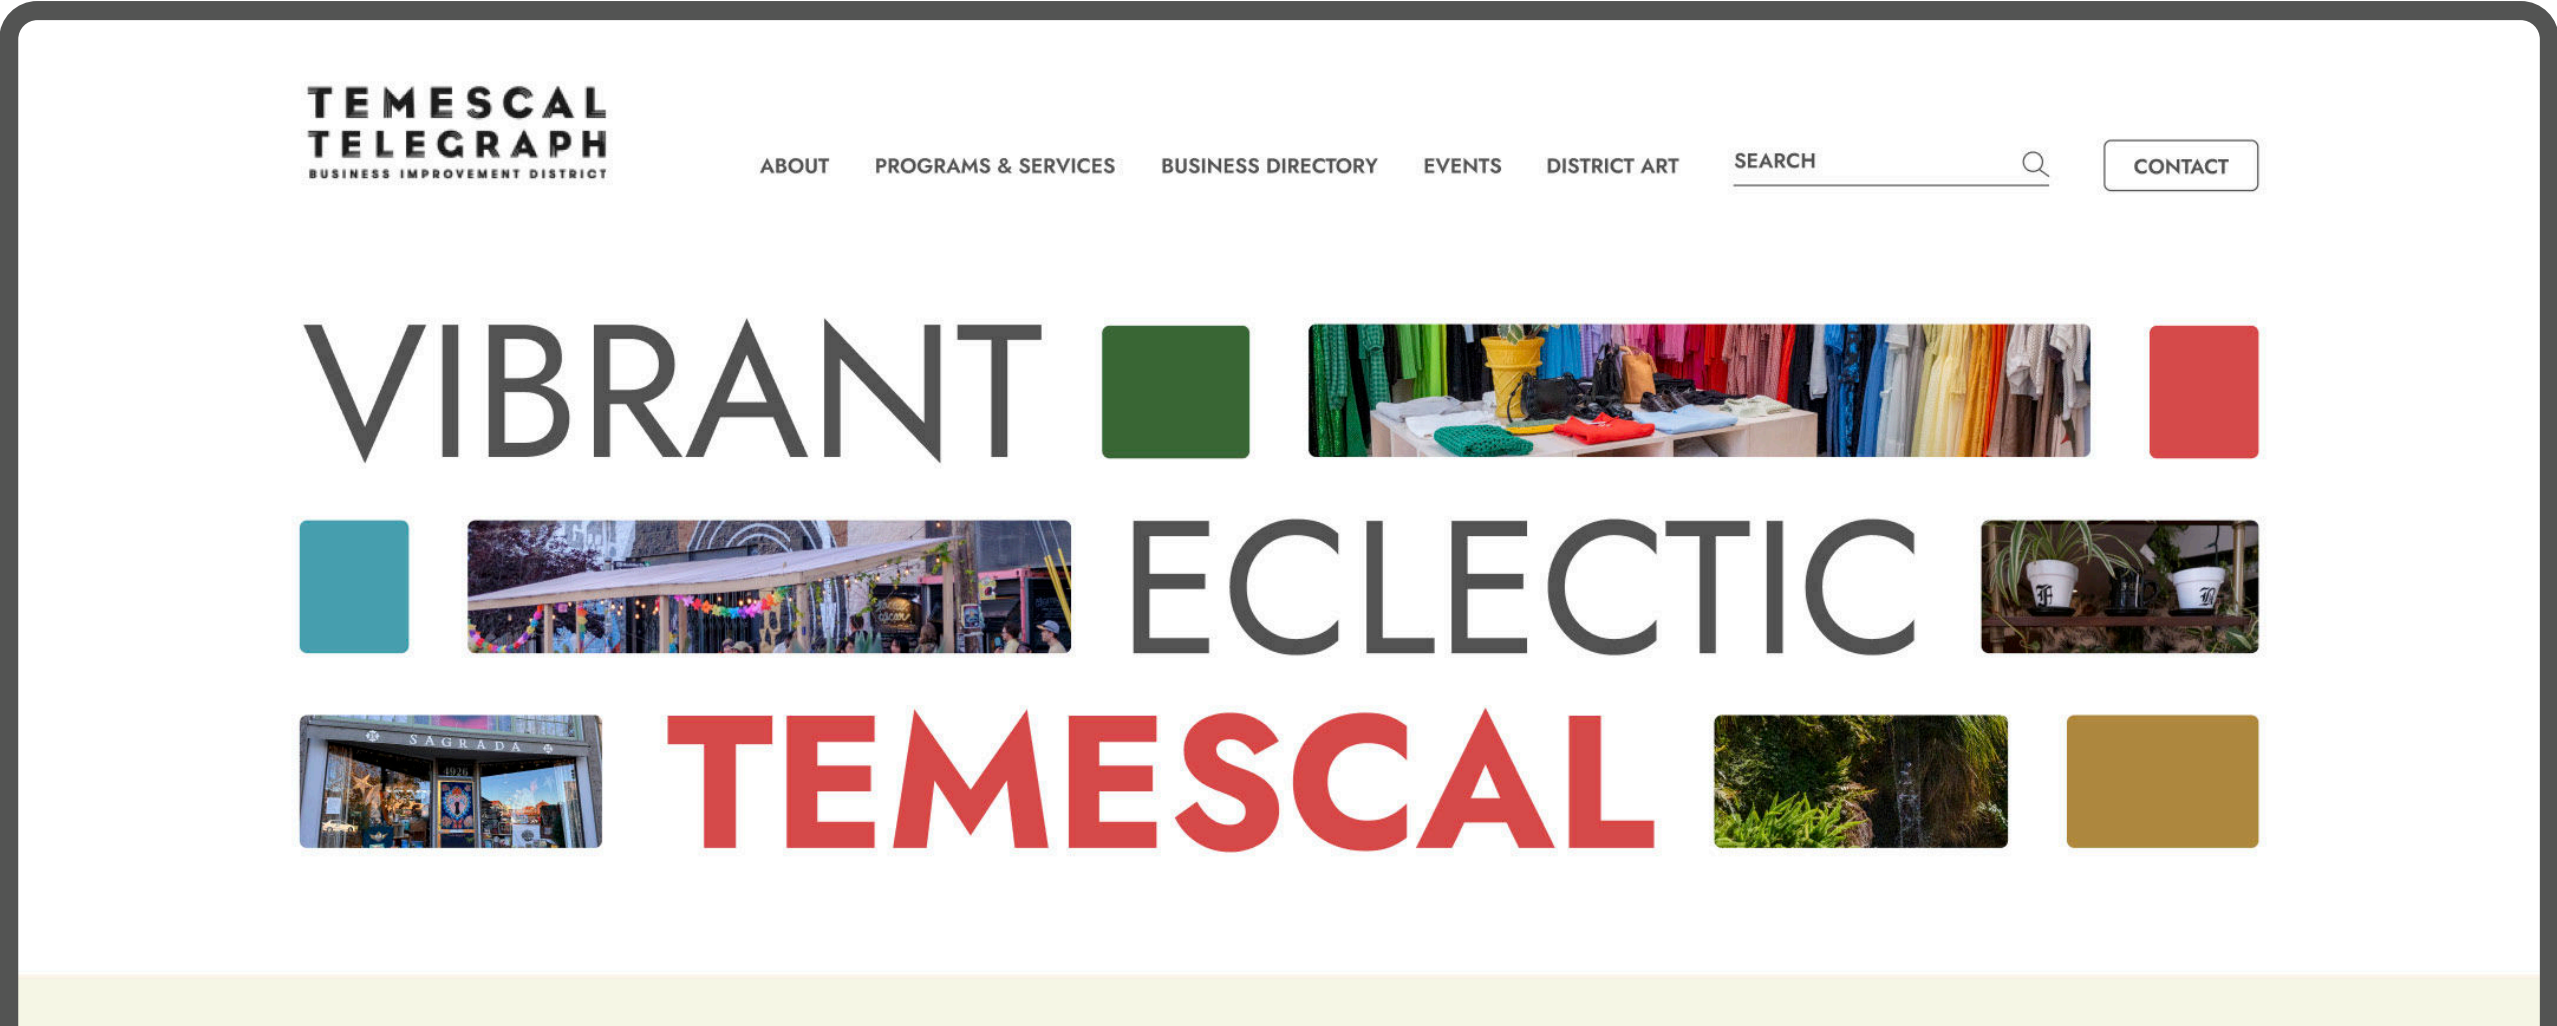 TEMESCAL
TELEGRAPH
BUSINESS IMPROVEMENT DISTRICT
ABOUT PROGRAMS & SERVICES BUSINESS DIRECTORY EVENTS DISTRICT ART SEARCH CONTACT
VIBRANT
ECLECTIC
SAGRADA
4926
TEMESCAL